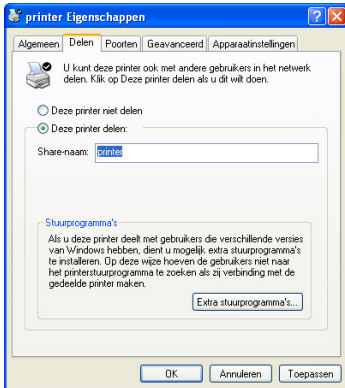 printer Eigenschappen
Algemeen Delen Poorten Geavanceerd Apparaatinstellingen
U kunt deze printer ook met andere gebruikers in het netwerk
delen. Klik op Deze printer delen als u dit wilt doen.
Deze printer niet delen
Deze printer delen:
Share-naam: printer
Stuurprogramma's
Als u deze printer deelt met gebruikers die verschillende versies
van Windows hebben, dient u mogelijk extra stuurprogramma's
te installeren. Op deze wijze hoeven de gebruikers niet naar
het printerstuurprogramma te zoeken als zij verbinding met de
gedeelde printer maken.
Extra stuurprogramma's...
OK Annuleren Toepassen